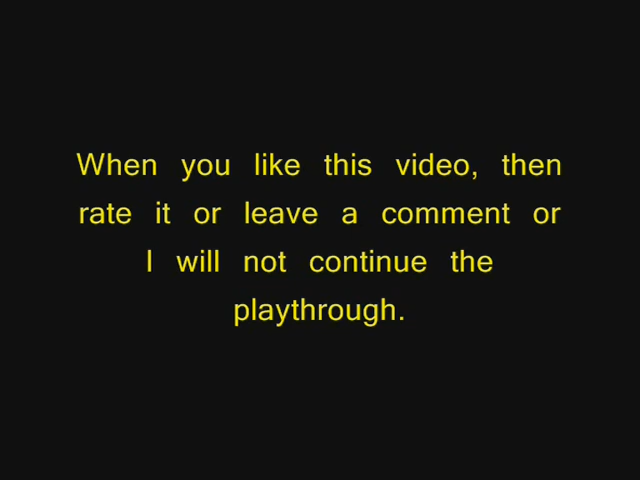 When you like this video, then
rate it or leave a comment or
I will not continue the
playthrough.